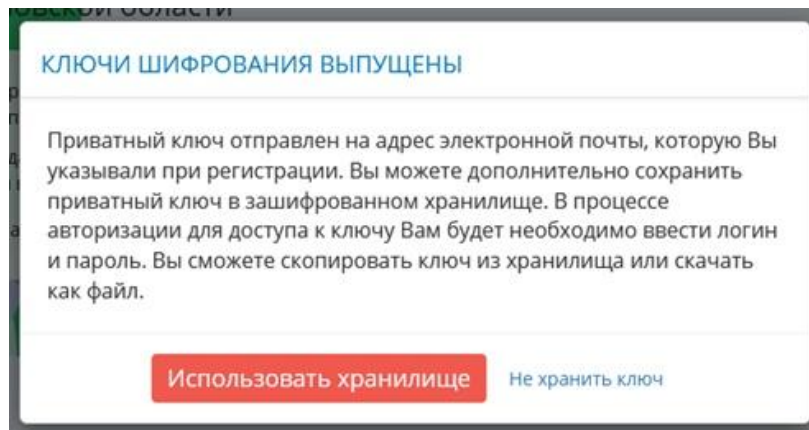 овской области
КЛЮЧИ ШИФРОВАНИЯ ВЫПУЩЕНЫ
Приватный ключ отправлен на адрес электронной почты, которую Вы
указывали при регистрации. Вы можете дополнительно сохранить
приватный ключ в зашифрованном хранилище. В процессе
авторизации для доступа к ключу Вам будет необходимо ввести логин
и пароль. Вы сможете скопировать ключ из хранилища или скачать
как файл.
Использовать хранилище Не хранить ключ